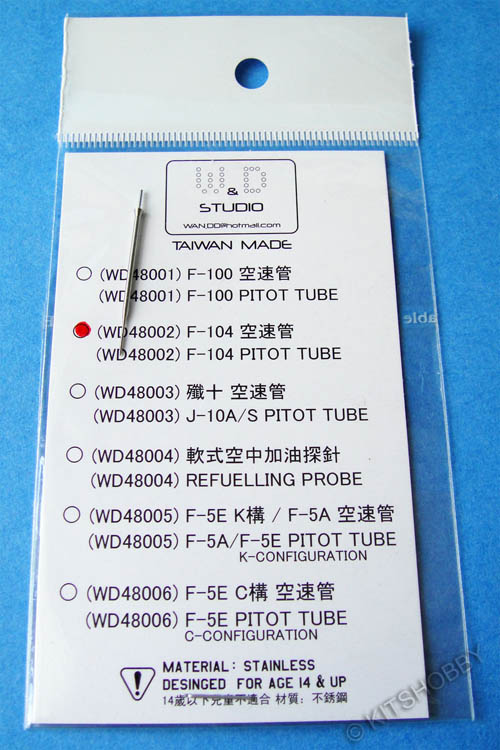 W&D
STUDIO
WAN.DD@hotmail.com
TAIWAN MADE
(WD48001) F-100 空速管
(WD48001) F-100 PITOT TUBE
(WD48002) F-104 空速管
(WD48002) F-104 PITOT TUBE
(WD48003) 殲十 空速管
(WD48003) J-10A/S PITOT TUBE
(WD48004) 軟式空中加油探針
(WD48004) REFUELLING PROBE
(WD48005) F-5E K構 / F-5A 空速管
(WD48005) F-5A/F-5E PITOT TUBE
K-CONFIGURATION
(WD48006) F-5E C構 空速管
(WD48006) F-5E PITOT TUBE
C-CONFIGURATION
MATERIAL: STAINLESS
DESINGED FOR AGE 14 & UP
14歲以下兒童不適合 材質: 不銹鋼
© KITSHOBBY